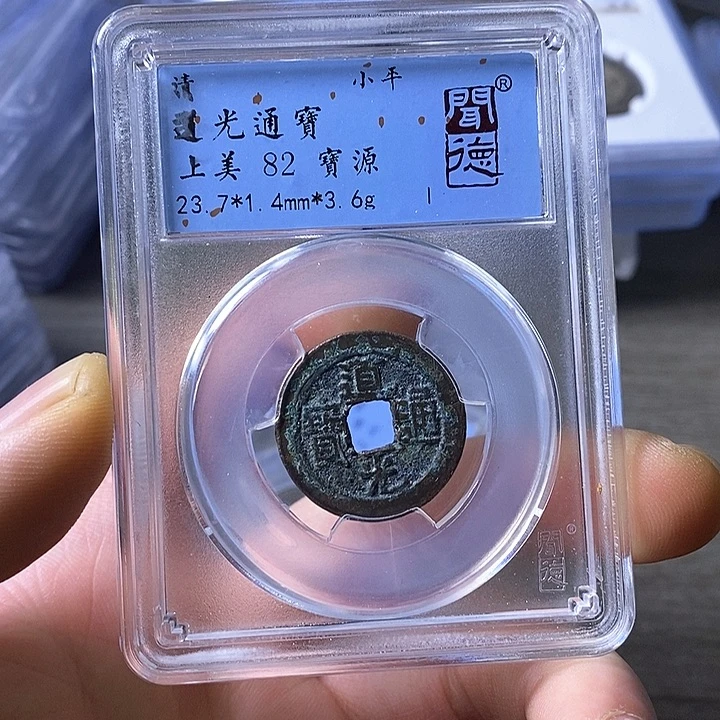 清 小平
道光通寶
上美 82 寶源
23.7*1.4mm*3.6g
聞德®
道光通寶
聞德®